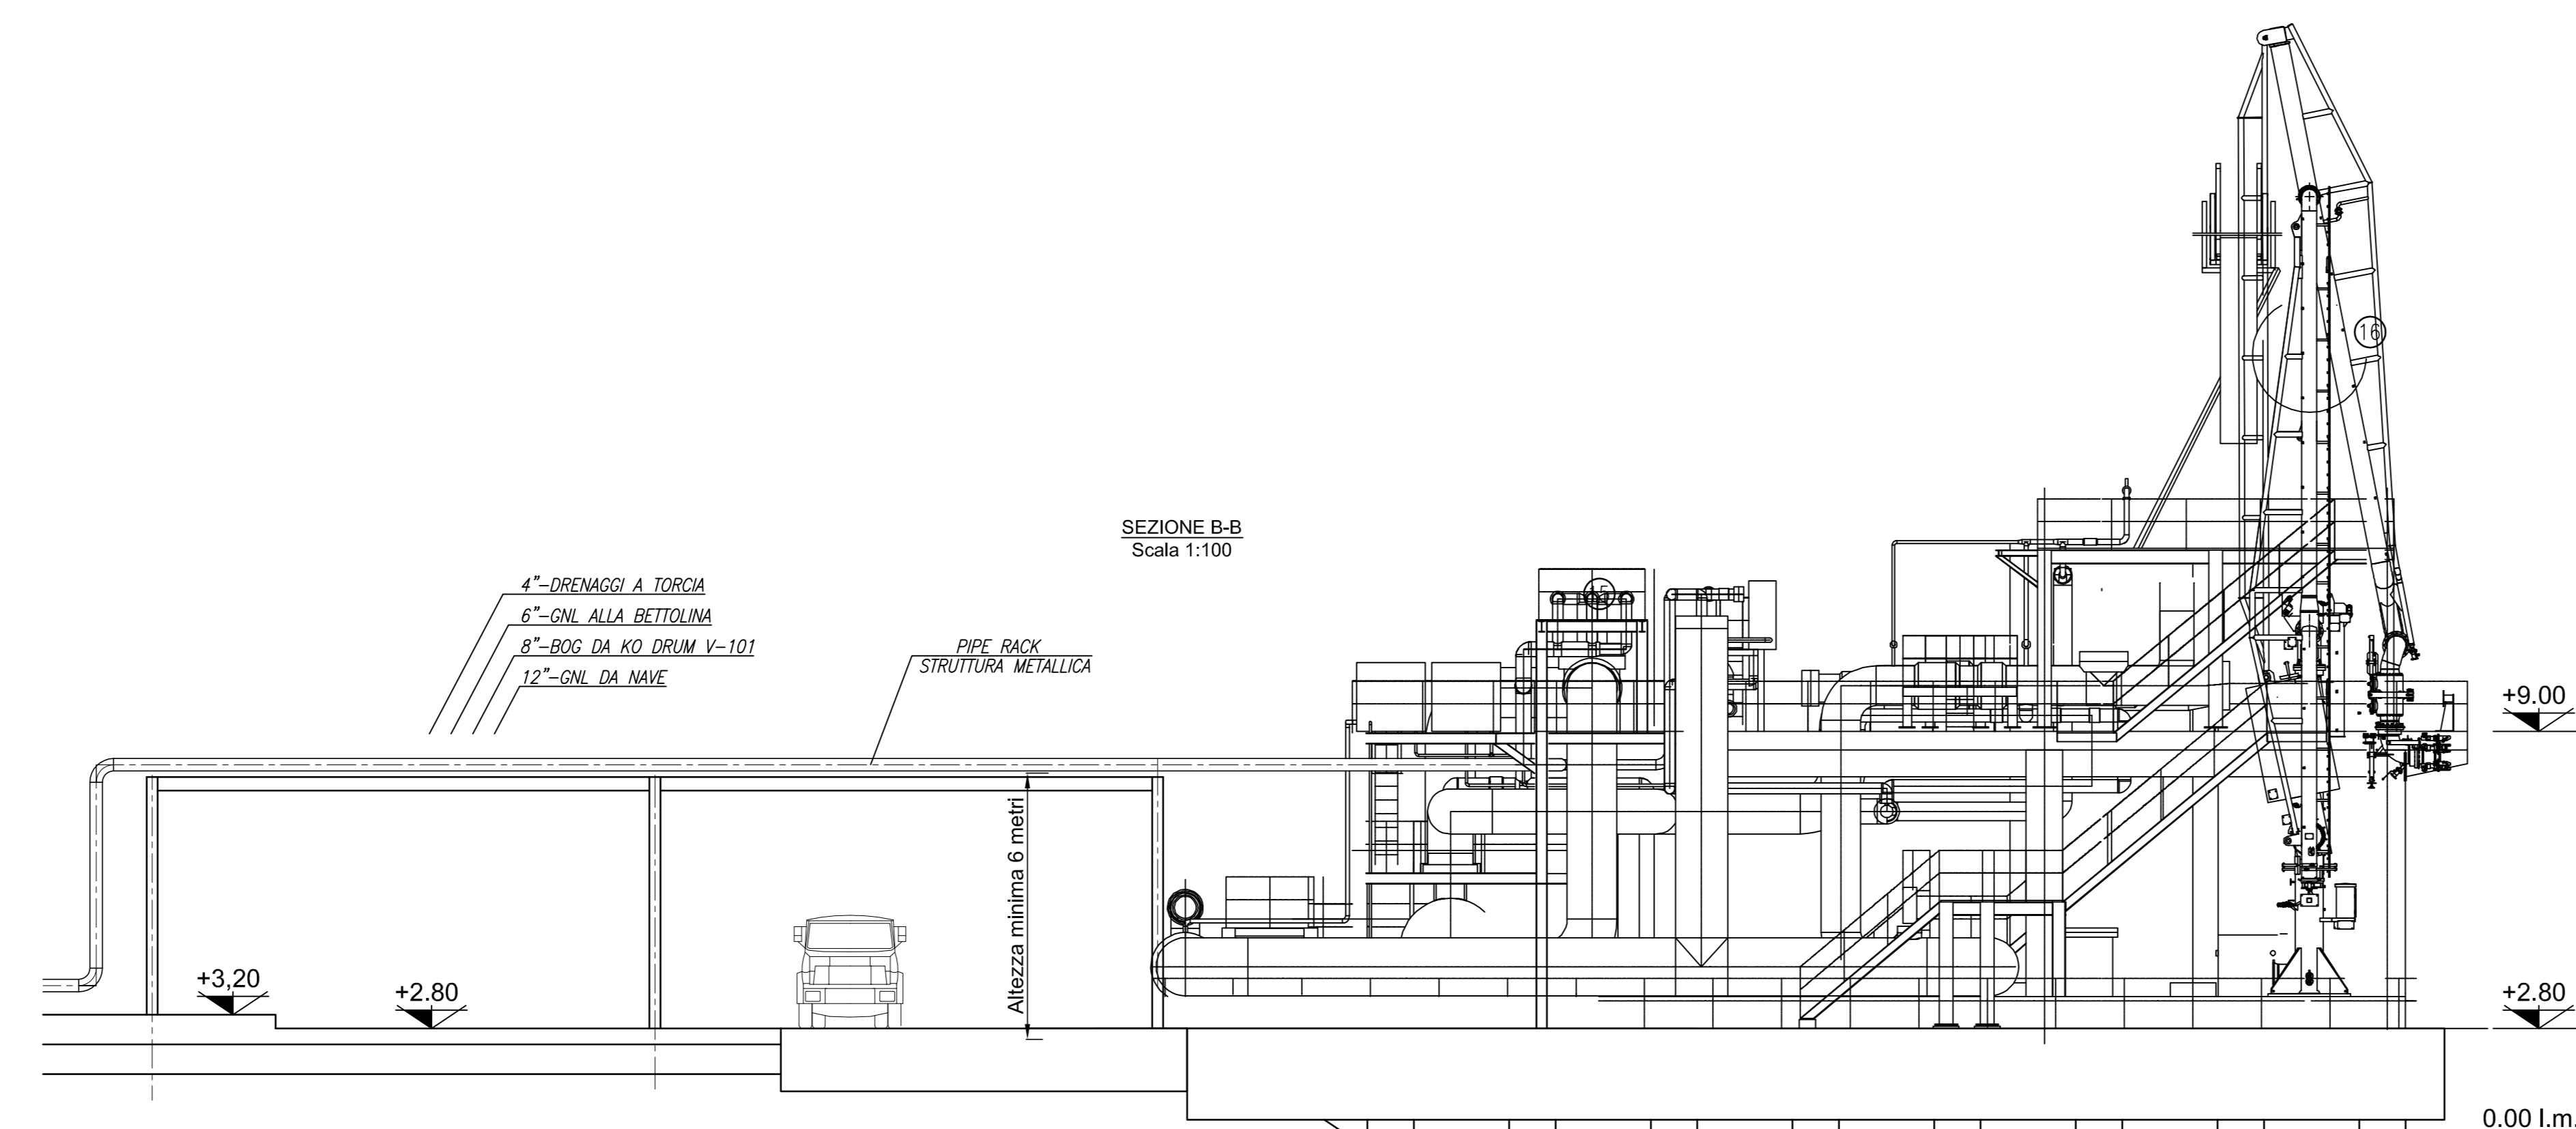 16
SEZIONE B-B
Scala 1:100
4"-DRENAGGI A TORCIA
6"-GNL ALLA BETTOLINA
8"-BOG DA KO DRUM V-101
12"-GNL DA NAVE
PIPE RACK
STRUTTURA METALLICA
15
+9.00
Altezza minima 6 metri
+3,20
+2.80
+2.80
0.00 l.m